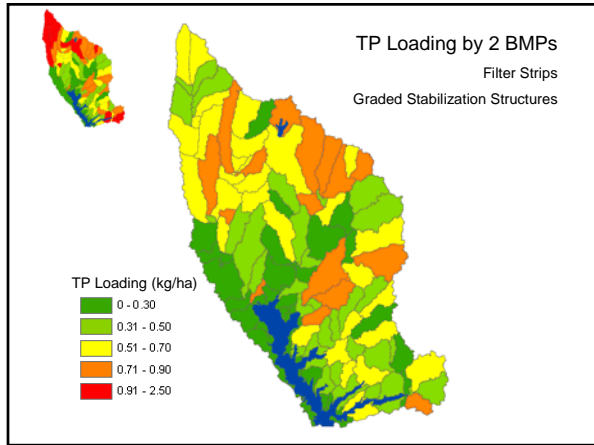 TP Loading by 2 BMPs
Filter Strips
Graded Stabilization Structures
TP Loading (kg/ha)
0 - 0.30
0.31 - 0.50
0.51 - 0.70
0.71 - 0.90
0.91 - 2.50